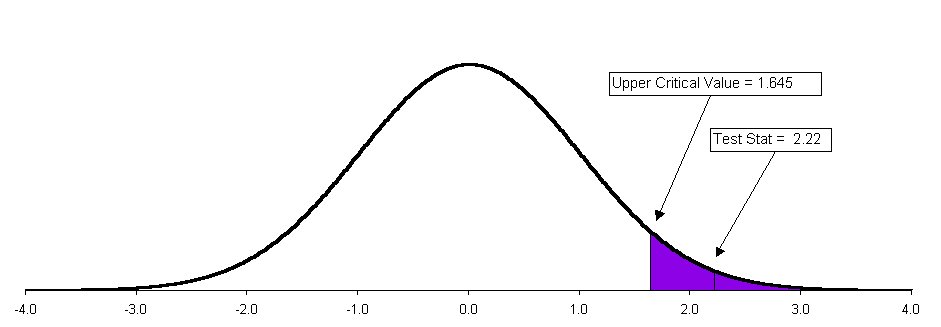 Upper Critical Value = 1.645
Test Stat =  2.22
-4.0 -3.0 -2.0 -1.0 0.0 1.0 2.0 3.0 4.0